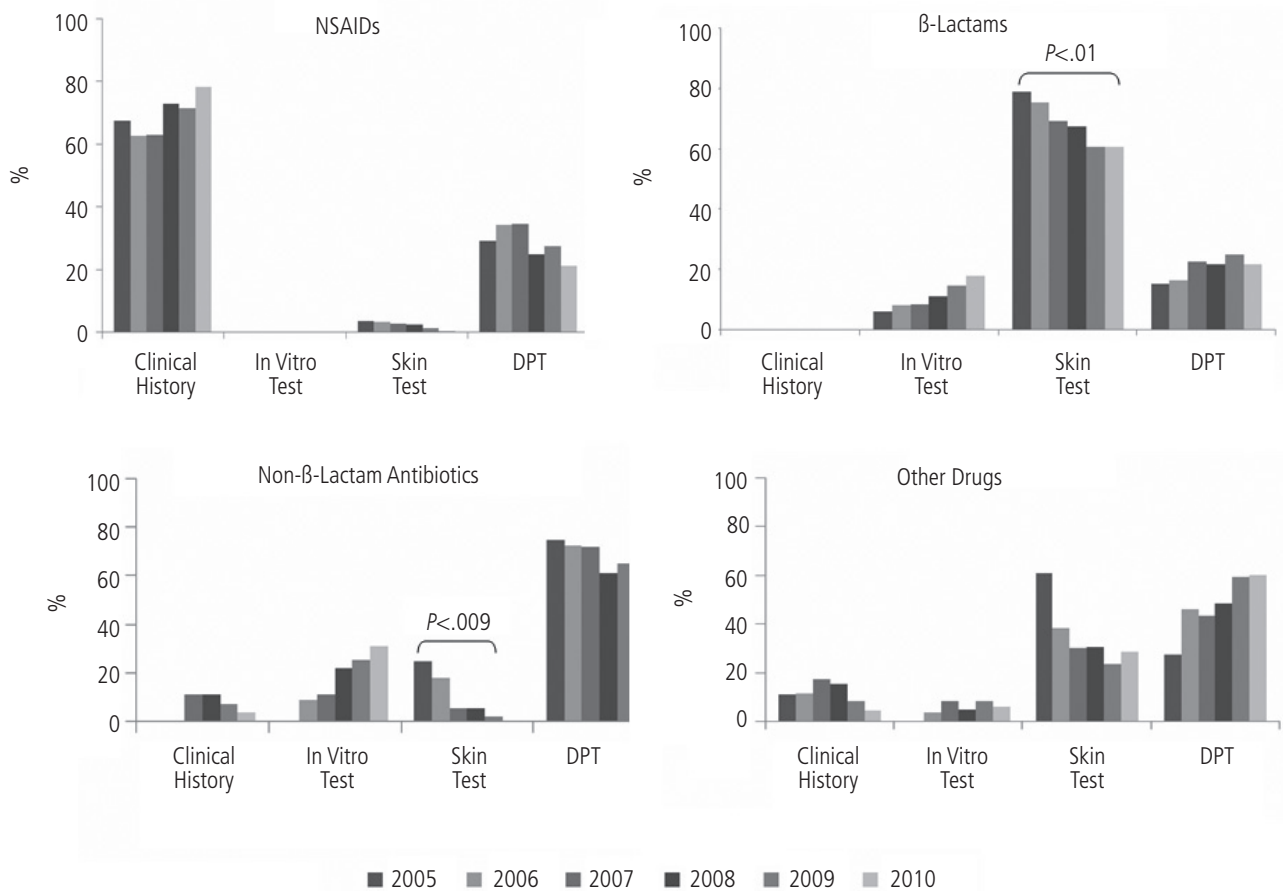 NSAIDs
100
80
60
40
20
0
%
Clinical
History
In Vitro
Test
Skin
Test
DPT
ß-Lactams
P<.01
100
80
60
40
20
0
%
Clinical
History
In Vitro
Test
Skin
Test
DPT
Non-ß-Lactam Antibiotics
P<.009
100
80
60
40
20
0
%
Clinical
History
In Vitro
Test
Skin
Test
DPT
Other Drugs
100
80
60
40
20
0
%
Clinical
History
In Vitro
Test
Skin
Test
DPT
2005 2006 2007 2008 2009 2010